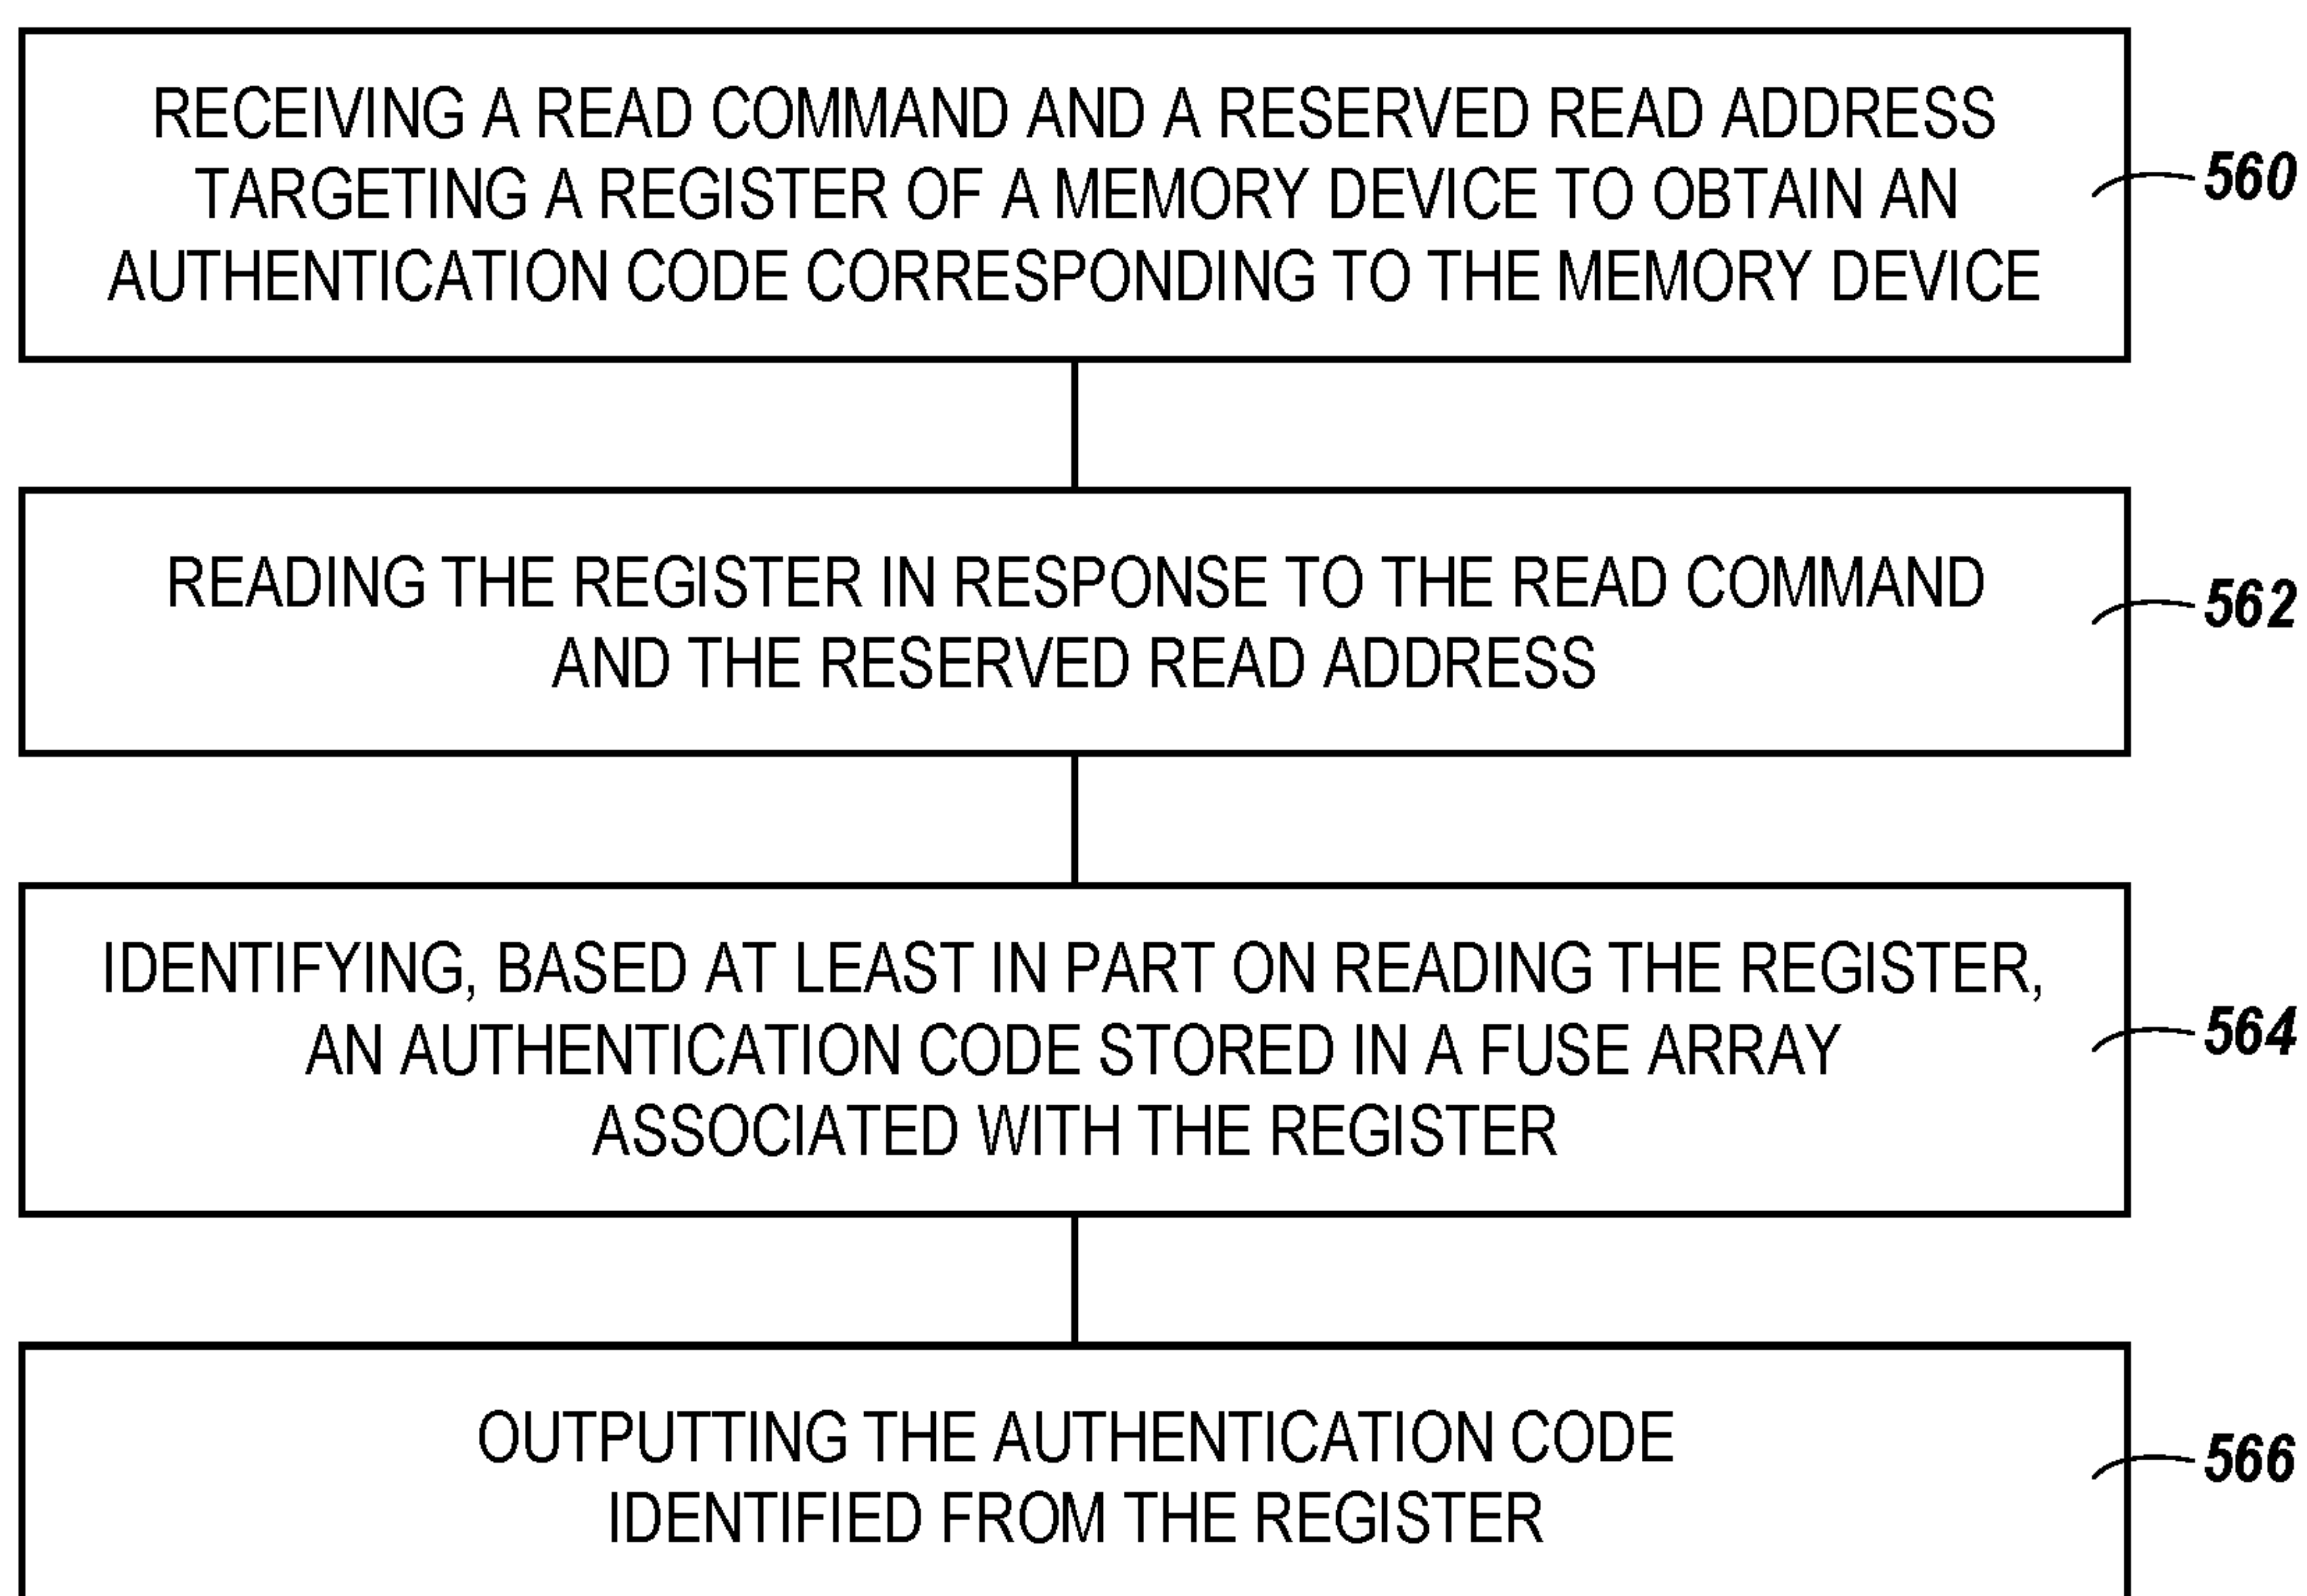 RECEIVING A READ COMMAND AND A RESERVED READ ADDRESS
TARGETING A REGISTER OF A MEMORY DEVICE TO OBTAIN AN
AUTHENTICATION CODE CORRESPONDING TO THE MEMORY DEVICE
560
READING THE REGISTER IN RESPONSE TO THE READ COMMAND
AND THE RESERVED READ ADDRESS
562
IDENTIFYING, BASED AT LEAST IN PART ON READING THE REGISTER,
AN AUTHENTICATION CODE STORED IN A FUSE ARRAY
ASSOCIATED WITH THE REGISTER
564
OUTPUTTING THE AUTHENTICATION CODE
IDENTIFIED FROM THE REGISTER
566